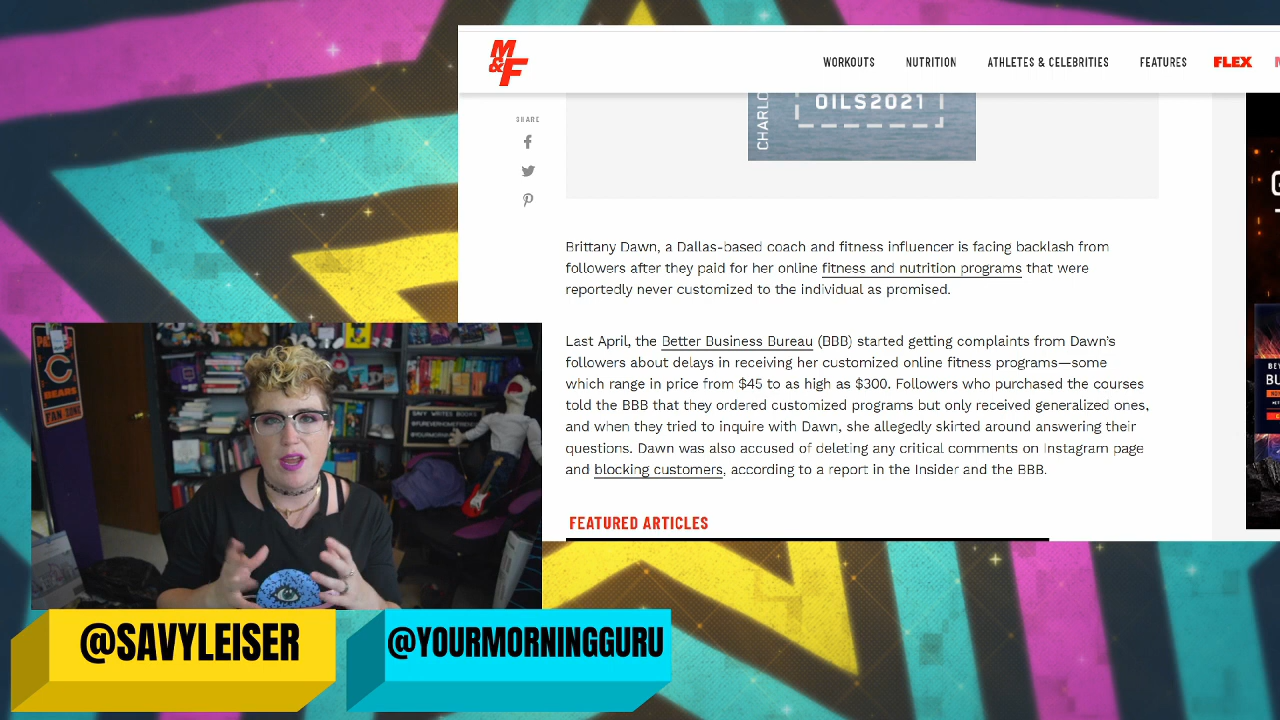 M
&F
WORKOUTS
NUTRITION
ATHLETES & CELEBRITIES
FEATURES
FLEX
SHARE
CHARLO
OILS2021
Brittany Dawn, a Dallas-based coach and fitness influencer is facing backlash from
followers after they paid for her online fitness and nutrition programs that were
reportedly never customized to the individual as promised.
Last April, the Better Business Bureau (BBB) started getting complaints from Dawn's
followers about delays in receiving her customized online fitness programs—some
which range in price from $45 to as high as $300. Followers who purchased the courses
told the BBB that they ordered customized programs but only received generalized ones,
and when they tried to inquire with Dawn, she allegedly skirted around answering their
questions. Dawn was also accused of deleting any critical comments on Instagram page
and blocking customers, according to a report in the Insider and the BBB.
FEATURED ARTICLES
BEARS
FAN ZONE
SAVY WRITES BOOKS
@SAVYLEISER
@YOURMORNINGGURU